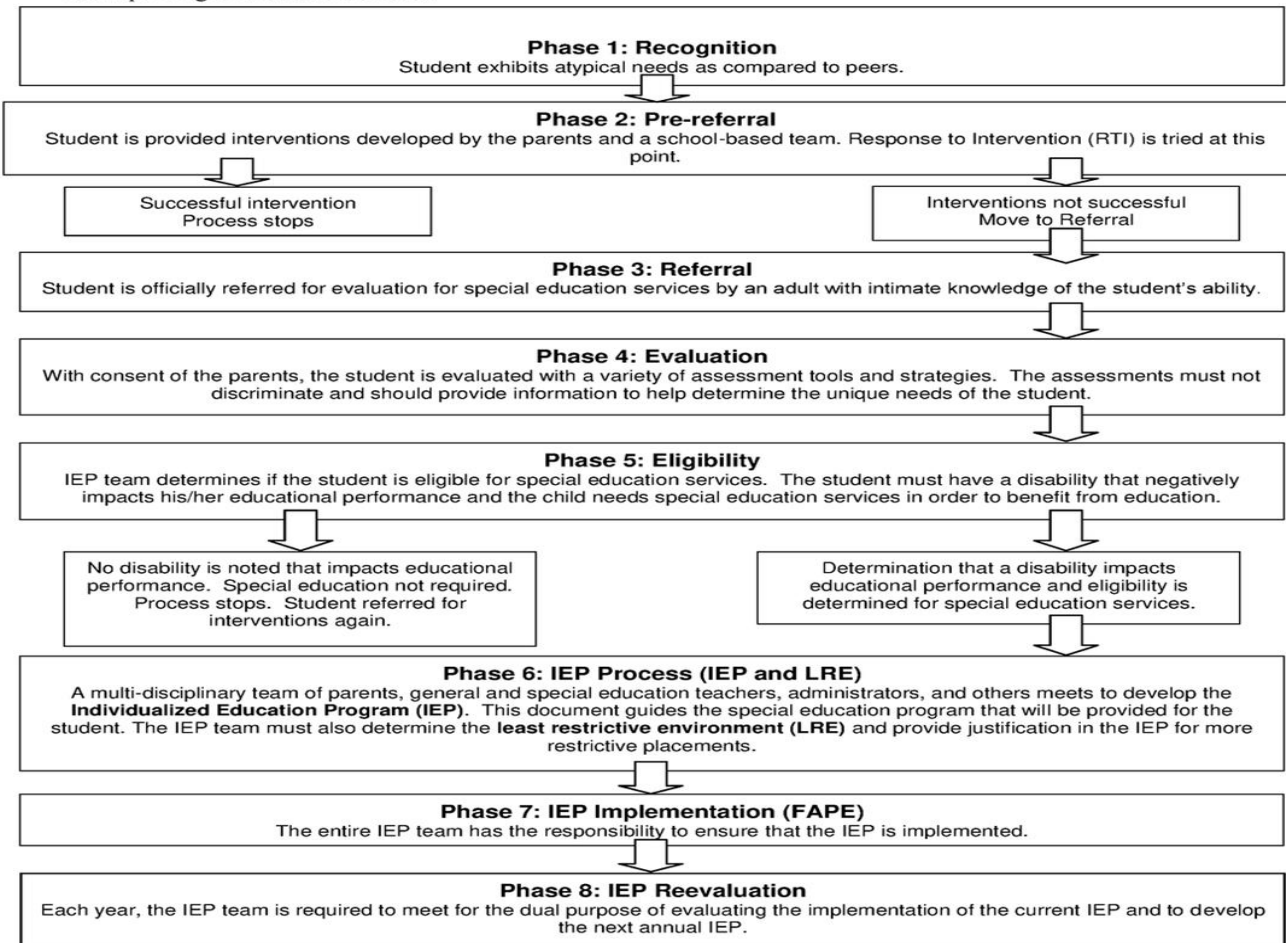 Phase 1: Recognition
Student exhibits atypical needs as compared to peers.
Phase 2: Pre-referral
Student is provided interventions developed by the parents and a school-based team. Response to Intervention (RTI) is tried at this
point.
Successful intervention
Process stops
Interventions not successful
Move to Referral
Phase 3: Referral
Student is officially referred for evaluation for special education services by an adult with intimate knowledge of the student's ability.
Phase 4: Evaluation
With consent of the parents, the student is evaluated with a variety of assessment tools and strategies. The assessments must not
discriminate and should provide information to help determine the unique needs of the student.
Phase 5: Eligibility
IEP team determines if the student is eligible for special education services. The student must have a disability that negatively
impacts his/her educational performance and the child needs special education services in order to benefit from education.
No disability is noted that impacts educational
performance. Special education not required.
Process stops. Student referred for
interventions again.
Determination that a disability impacts
educational performance and eligibility is
determined for special education services.
Phase 6: IEP Process (IEP and LRE)
A multi-disciplinary team of parents, general and special education teachers, administrators, and others meets to develop the
Individualized Education Program (IEP). This document guides the special education program that will be provided for the
student. The IEP team must also determine the least restrictive environment (LRE) and provide justification in the IEP for more
restrictive placements.
Phase 7: IEP Implementation (FAPE)
The entire IEP team has the responsibility to ensure that the IEP is implemented.
Phase 8: IEP Reevaluation
Each year, the IEP team is required to meet for the dual purpose of evaluating the implementation of the current IEP and to develop
the next annual IEP.